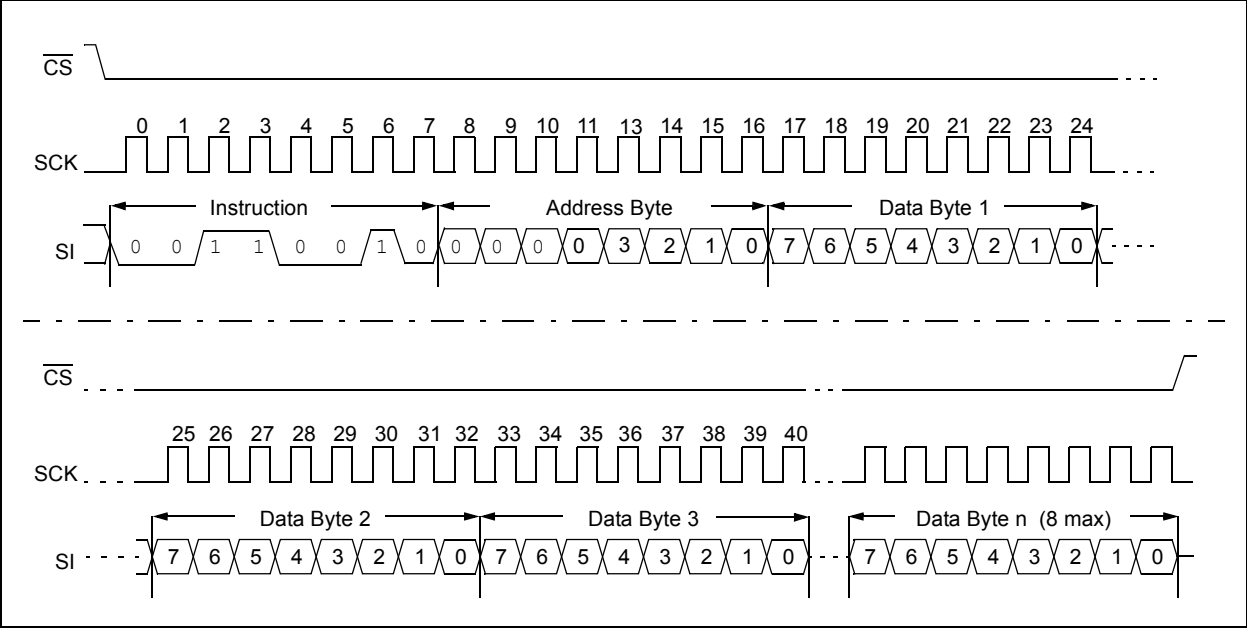 CS
0 1 2 3 4 5 6 7 8 9 10 11 13 14 15 16 17 18 19 20 21 22 23 24
SCK
Instruction Address Byte Data Byte 1
SI 0 0 1 1 0 0 1 0 0 0 0 0 3 2 1 0 7 6 5 4 3 2 1 0
CS
25 26 27 28 29 30 31 32 33 34 35 36 37 38 39 40
SCK
Data Byte 2 Data Byte 3 Data Byte n (8 max)
SI 7 6 5 4 3 2 1 0 7 6 5 4 3 2 1 0 7 6 5 4 3 2 1 0